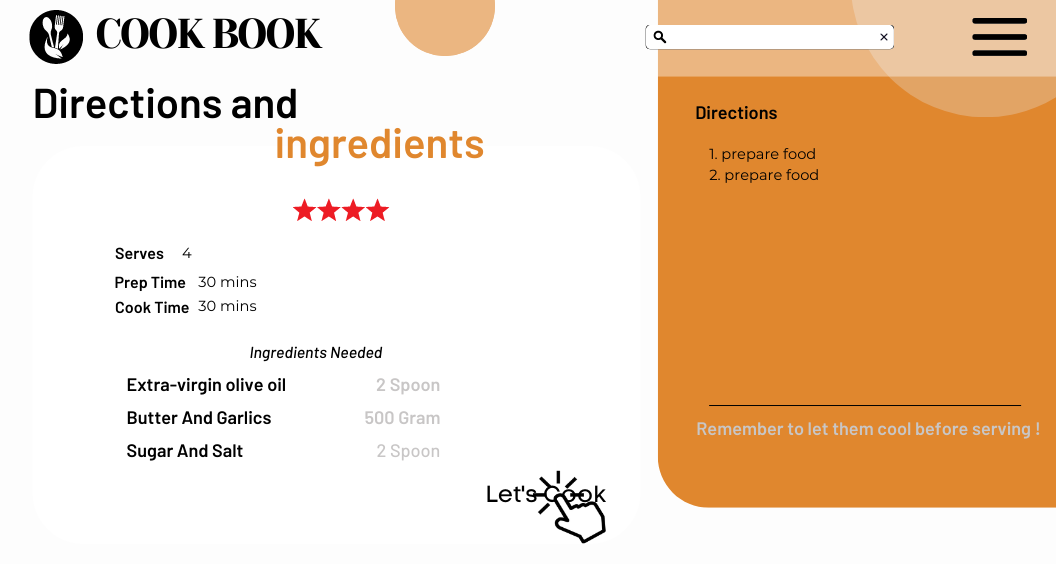 COOK BOOK
Directions and
ingredients
Serves 4
Prep Time 30 mins
Cook Time 30 mins
Ingredients Needed
Extra-virgin olive oil 2 Spoon
Butter And Garlics 500 Gram
Sugar And Salt 2 Spoon
Let's Cook
Directions
1. prepare food
2. prepare food
Remember to let them cool before serving !